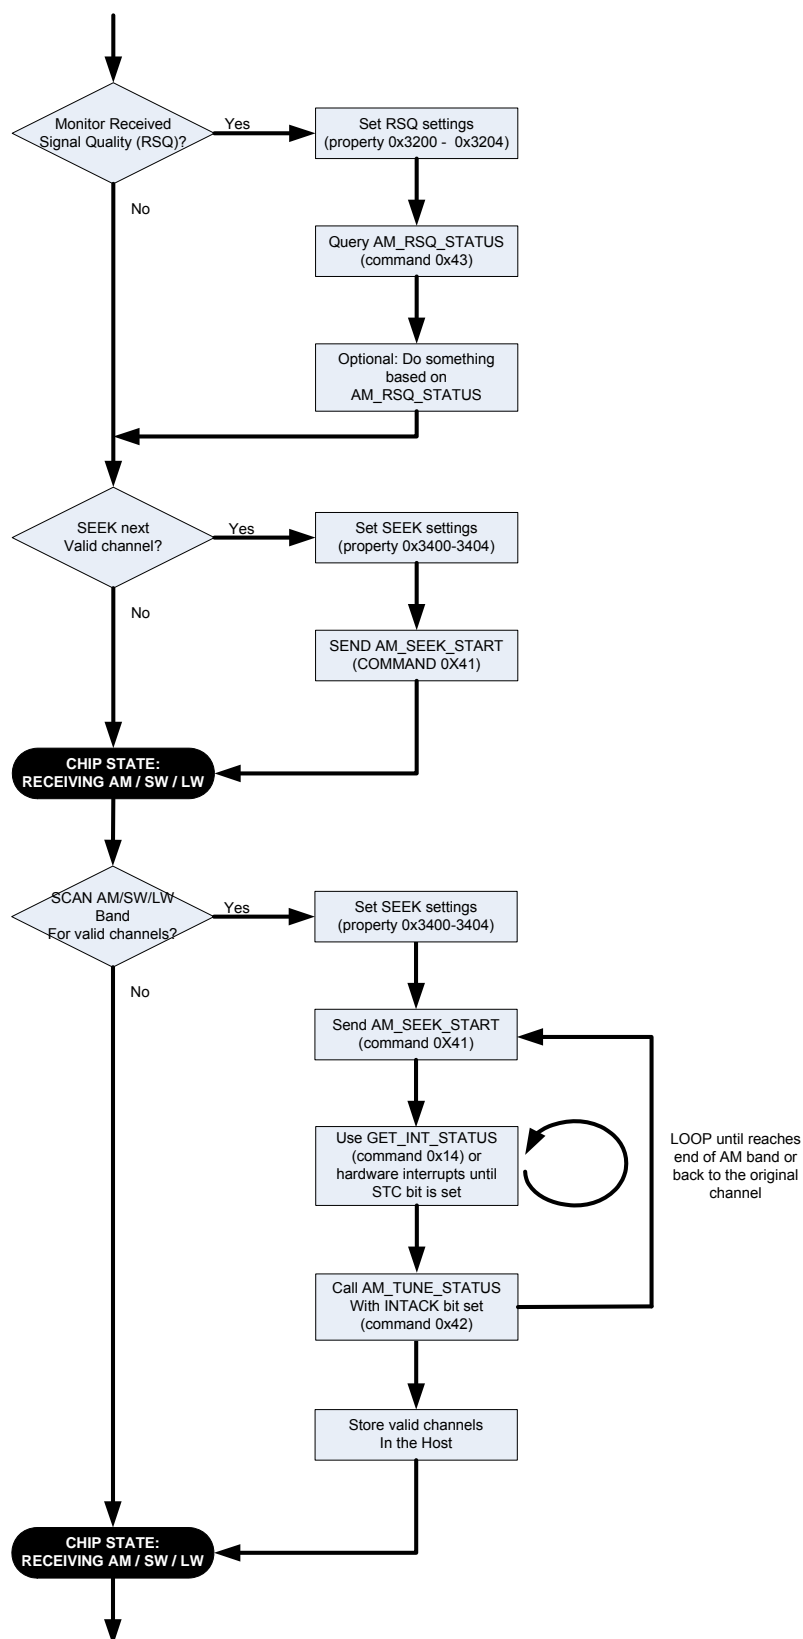 Monitor Received
Signal Quality (RSQ)?
Yes
Set RSQ settings
(property 0x3200 - 0x3204)
No
Query AM_RSQ_STATUS
(command 0x43)
Optional: Do something
based on
AM_RSQ_STATUS
SEEK next
Valid channel?
Yes
Set SEEK settings
(property 0x3400-3404)
No
SEND AM_SEEK_START
(COMMAND 0X41)
CHIP STATE:
RECEIVING AM / SW / LW
SCAN AM/SW/LW
Band
For valid channels?
Yes
Set SEEK settings
(property 0x3400-3404)
No
Send AM_SEEK_START
(command 0X41)
Use GET_INT_STATUS
(command 0x14) or
hardware interrupts until
STC bit is set
LOOP until reaches
end of AM band or
back to the original
channel
Call AM_TUNE_STATUS
With INTACK bit set
(command 0x42)
Store valid channels
In the Host
CHIP STATE:
RECEIVING AM / SW / LW